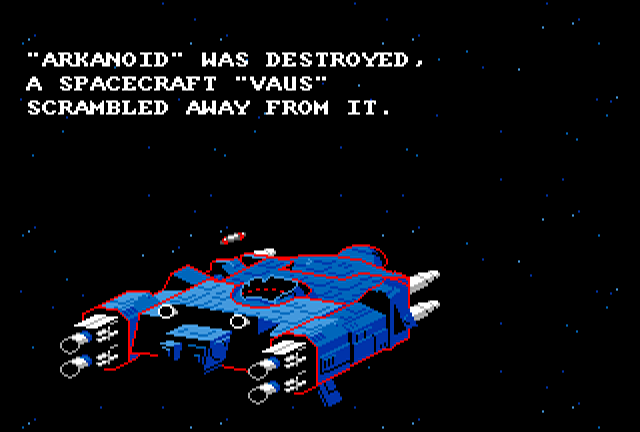 "ARKANOID" WAS DESTROYED,
A SPACECRAFT "VAUS"
SCRAMBLED AWAY FROM IT.